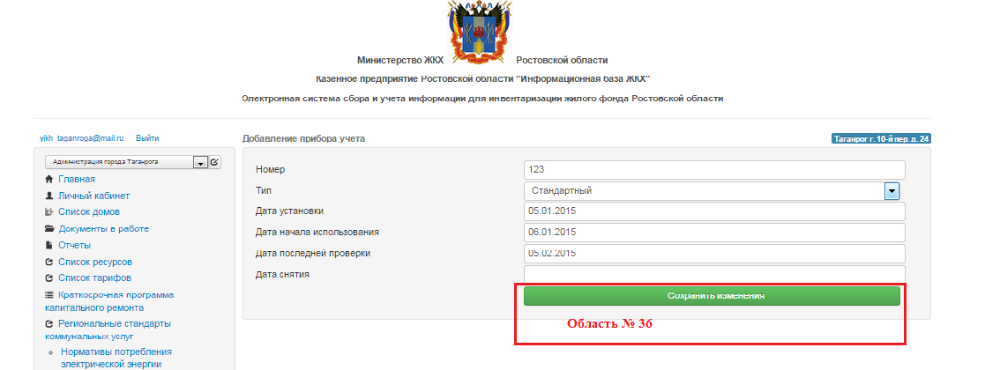 Министерство ЖКХ Ростовской области
Казенное предприятие Ростовской области "Информационная база ЖКХ"
Электронная система сбора и учета информации для инвентаризации жилого фонда Ростовской области
yjkh_taganroga@mail.ru Выйти
Администрация города Таганрога
Главная
Личный кабинет
Список домов
Документы в работе
Отчеты
Список ресурсов
Список тарифов
Краткосрочная программа
капитального ремонта
Региональные стандарты
коммунальных услуг
Нормативы потребления
электрической энергии
Добавление прибора учета Таганрог г. 10-й пер. д. 24
Номер 123
Тип Стандартный
Дата установки 05.01.2015
Дата начала использования 06.01.2015
Дата последней проверки 05.02.2015
Дата снятия
Сохранить изменения
Область № 36